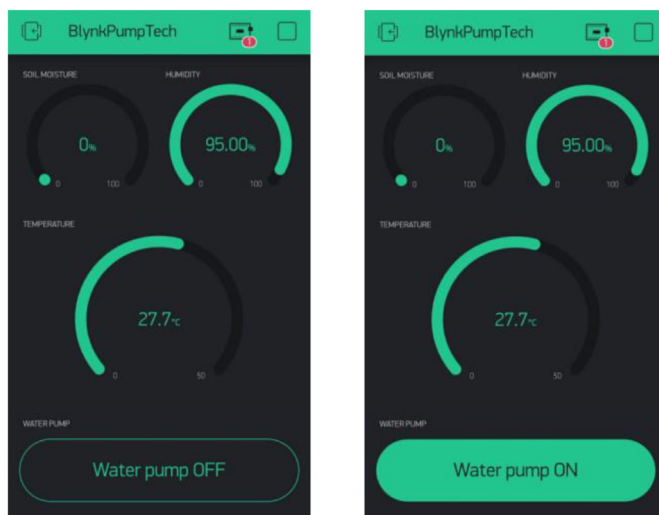 BlynkPumpTech
1
SOIL MOISTURE
HUMIDITY
0%
95.00%
0
100
0
100
TEMPERATURE
27.7°C
0
50
WATER PUMP
Water pump OFF
BlynkPumpTech
1
SOIL MOISTURE
HUMIDITY
0%
95.00%
0
100
0
100
TEMPERATURE
27.7°C
0
50
WATER PUMP
Water pump ON